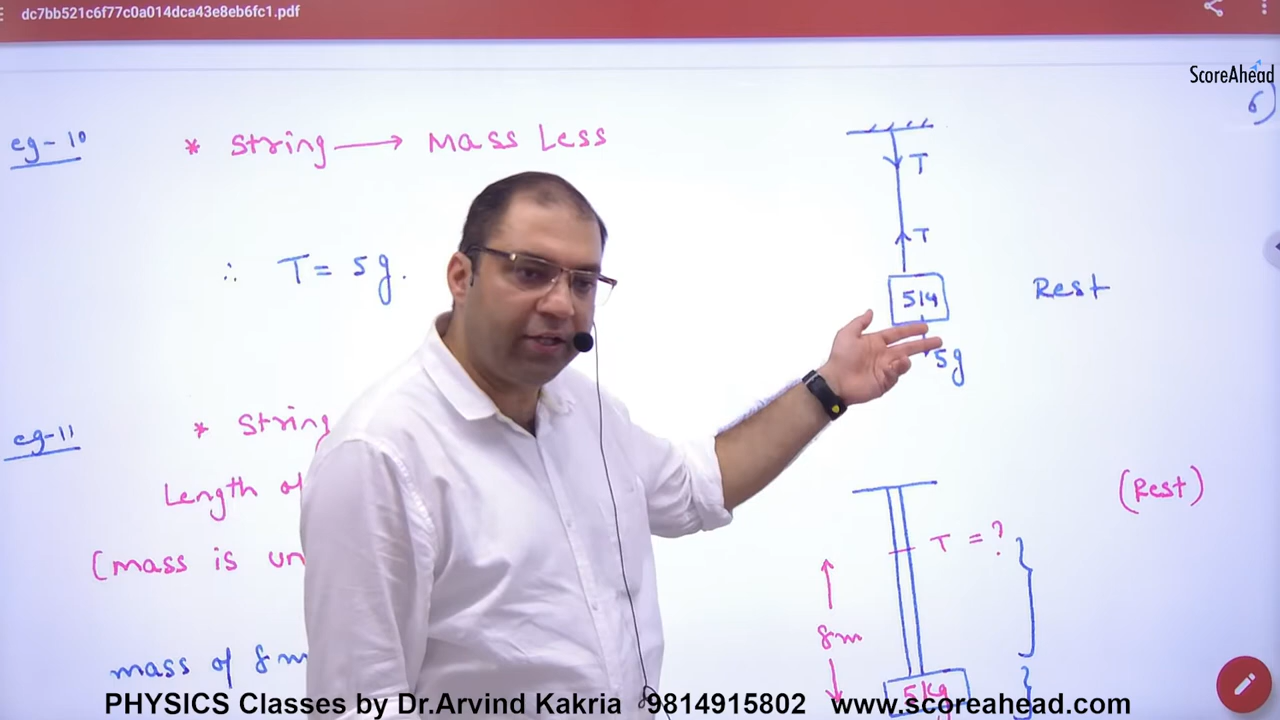 dc7bb521c6f77c0a014dca43e8eb6fc1.pdf
ScoreAhead
6)
eg-10
* String → Mass Less
T
T
∴ T = 5g.
5kg
Rest
5g
eg-11
* String
Length of
(Rest)
(mass is un
T = ?
8m
mass of 8m
5kg
PHYSICS Classes by Dr.Arvind Kakria 9814915802 www.scoreahead.com